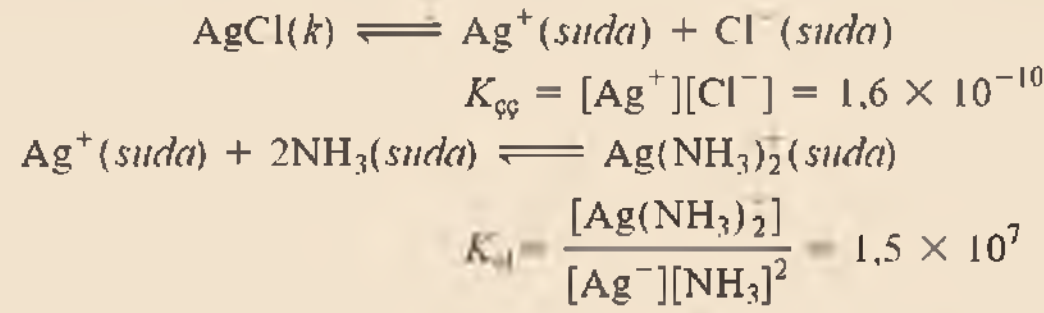 AgCl(k) ⇌ Ag⁺(suda) + Cl⁻(suda)
Kçç = [Ag⁺][Cl⁻] = 1,6 × 10⁻¹⁰
Ag⁺(suda) + 2NH₃(suda) ⇌ Ag(NH₃)₂⁺(suda)
K = [Ag(NH₃)₂⁺] / [Ag⁻][NH₃]² = 1,5 × 10⁷